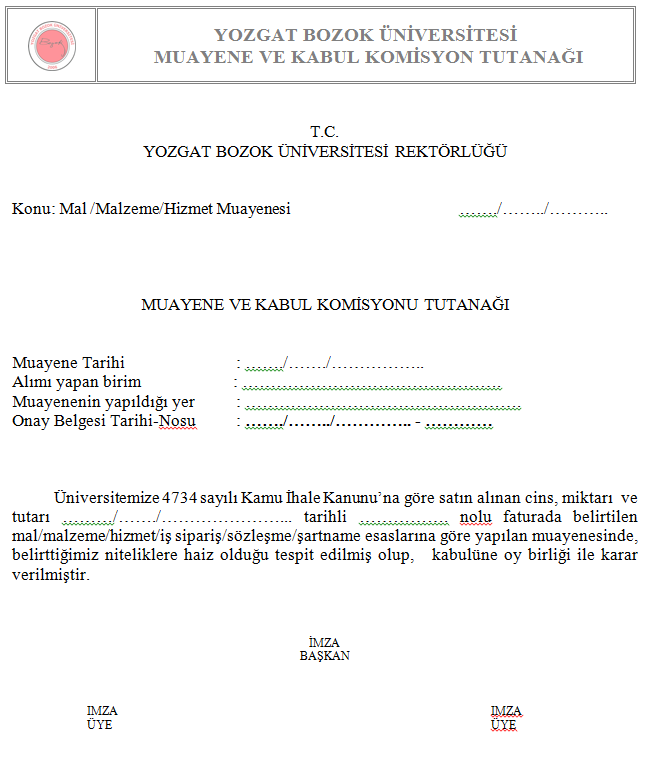 YOZGAT BOZOK ÜNİVERSİTESİ
MUAYENE VE KABUL KOMİSYON TUTANAĞI
T.C.
YOZGAT BOZOK ÜNİVERSİTESİ REKTÖRLÜĞÜ
Konu: Mal /Malzeme/Hizmet Muayenesi ……../……../………..
MUAYENE VE KABUL KOMİSYONU TUTANAĞI
Muayene Tarihi : ……../……./……………..
Alımı yapan birim : ……………………………………………
Muayenenin yapıldığı yer : ………………………………………………
Onay Belgesi Tarihi-Nosu : ……./……../………….. - …………
Üniversitemize 4734 sayılı Kamu İhale Kanunu’na göre satın alınan cins, miktarı ve
tutarı ………/……./………………….. tarihli ……………… nolu faturada belirtilen
mal/malzeme/hizmet/iş sipariş/sözleşme/şartname esaslarına göre yapılan muayenesinde,
belirttiğimiz niteliklere haiz olduğu tespit edilmiş olup, kabulüne oy birliği ile karar
verilmiştir.
İMZA
BAŞKAN
IMZA IMZA
ÜYE ÜYE